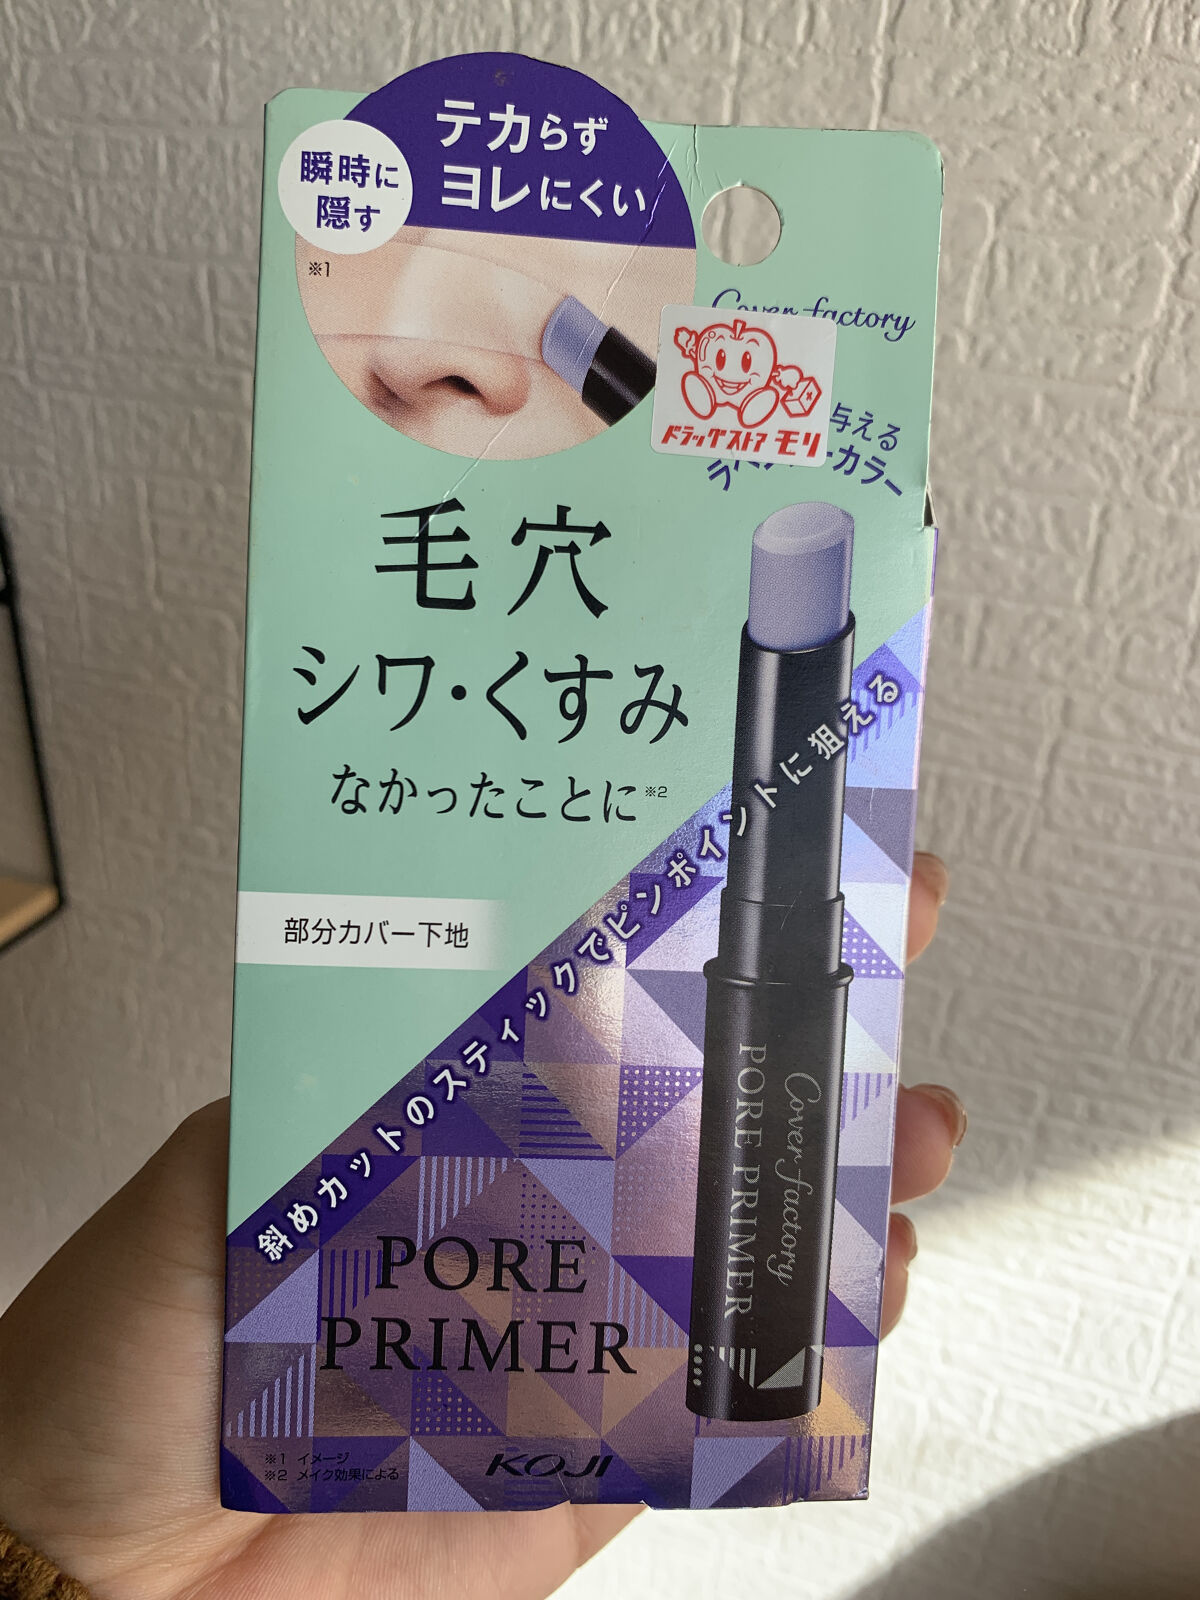 テカらず
ヨレにくい
瞬時に
隠す
※1
Cover factory
ドラッグストア モリ
与える
カラー
毛穴
シワ・くすみ
なかったことに※2
部分カバー下地
斜めカットのスティックでピンポイントに狙える
Cover factory
PORE PRIMER
PORE
PRIMER
※1 イメージ
※2 メイク効果による
KOJI